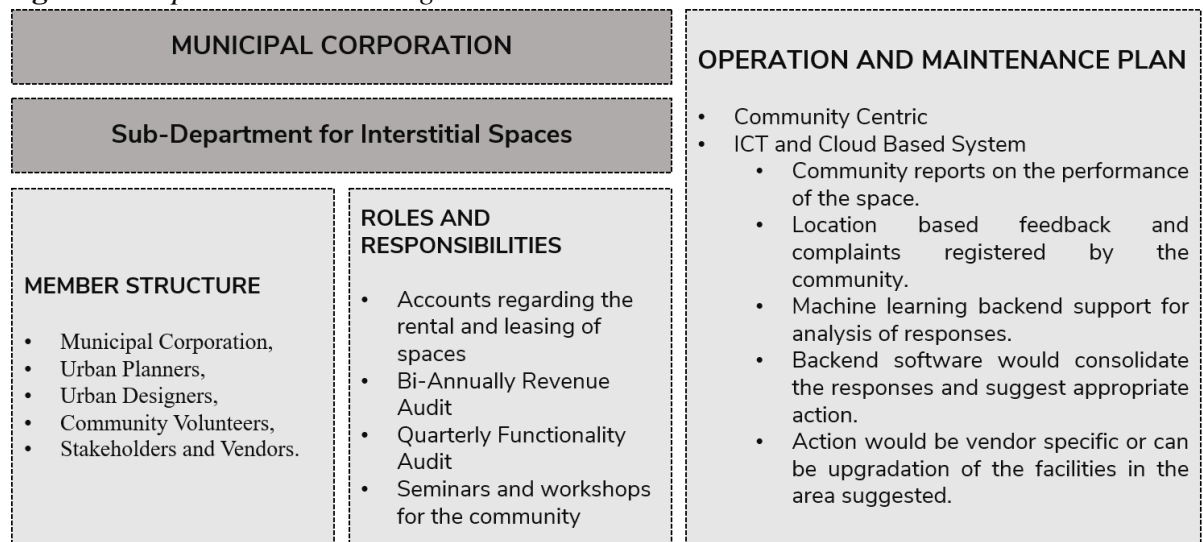 MUNICIPAL CORPORATION
Sub-Department for Interstitial Spaces
MEMBER STRUCTURE
• Municipal Corporation,
• Urban Planners,
• Urban Designers,
• Community Volunteers,
• Stakeholders and Vendors.
ROLES AND
RESPONSIBILITIES
• Accounts regarding the
rental and leasing of
spaces
• Bi-Annually Revenue
Audit
• Quarterly Functionality
Audit
• Seminars and workshops
for the community
OPERATION AND MAINTENANCE PLAN
• Community Centric
• ICT and Cloud Based System
• Community reports on the performance
of the space.
• Location based feedback and
complaints registered by the
community.
• Machine learning backend support for
analysis of responses.
• Backend software would consolidate
the responses and suggest appropriate
action.
• Action would be vendor specific or can
be upgradation of the facilities in the
area suggested.